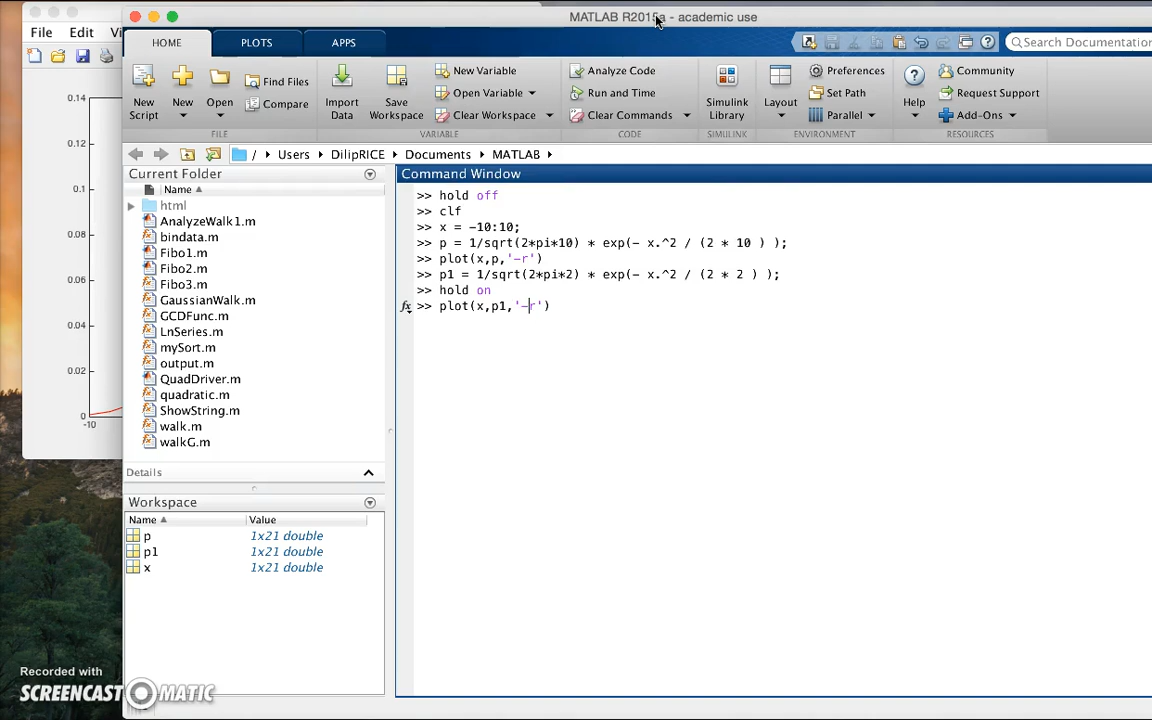 MATLAB R2015a - academic use
File Edit
HOME PLOTS APPS
Search Documentation
New Script
New
Open
Find Files
Compare
Import Data
Save Workspace
New Variable
Open Variable
Clear Workspace
Analyze Code
Run and Time
Clear Commands
Simulink Library
Layout
Preferences
Set Path
Parallel
Help
Community
Request Support
Add-Ons
FILE VARIABLE CODE SIMULINK ENVIRONMENT RESOURCES
/ Users DilipRICE Documents MATLAB
Current Folder
Name
html
AnalyzeWalk1.m
bindata.m
Fibo1.m
Fibo2.m
Fibo3.m
GaussianWalk.m
GCDFunc.m
LnSeries.m
mySort.m
output.m
QuadDriver.m
quadratic.m
ShowString.m
walk.m
walkG.m
Details
Workspace
Name Value
p 1x21 double
p1 1x21 double
x 1x21 double
Command Window
>> hold off
>> clf
>> x = -10:10;
>> p = 1/sqrt(2*pi*10) * exp(- x.^2 / (2 * 10 ) );
>> plot(x,p,'-r')
>> p1 = 1/sqrt(2*pi*2) * exp(- x.^2 / (2 * 2 ) );
>> hold on
fx >> plot(x,p1,'-r')
0.14
0.1
0.08
0.06
0.04
0.02
0
-10
Recorded with
SCREENCAST MATIC